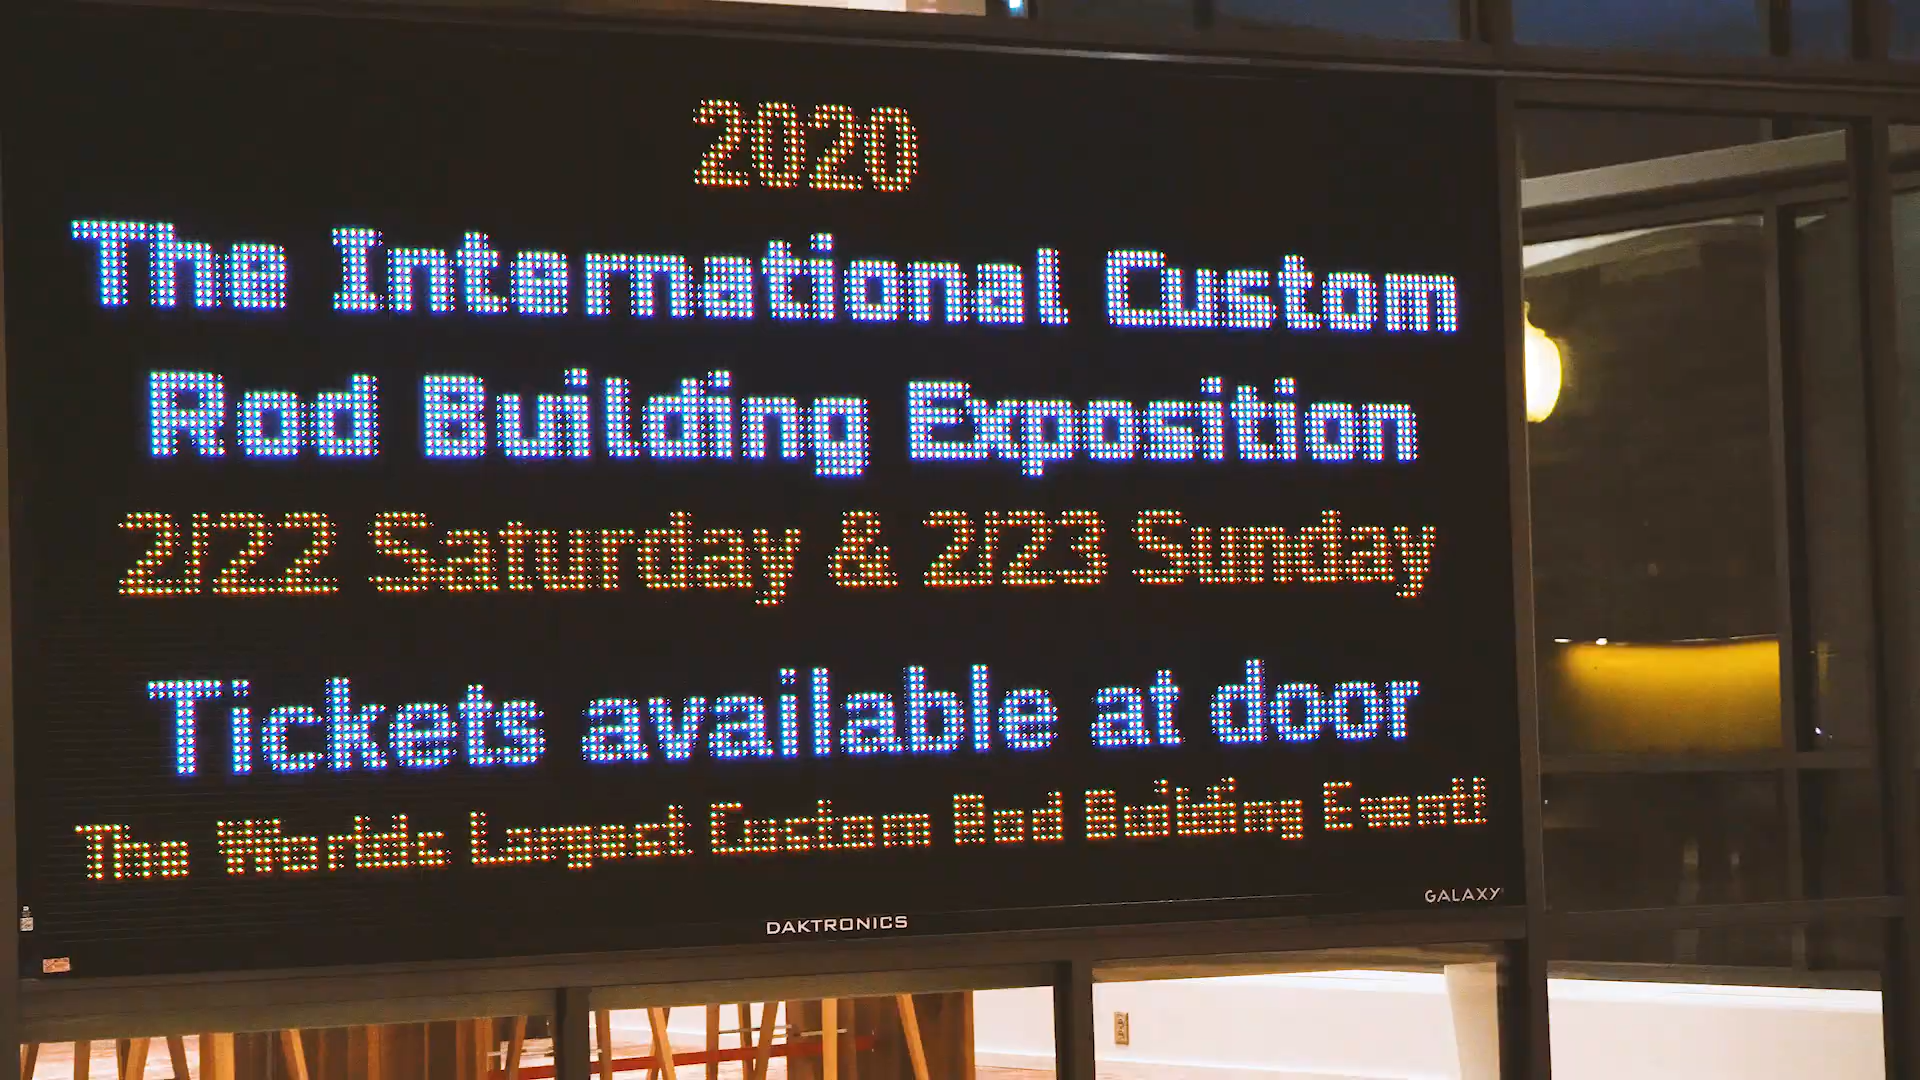 2020
The International Custom
Rod Building Exposition
2/22 Saturday & 2/23 Sunday
Tickets available at door
The Worlds Largest Custom Rod Building Event!
DAKTRONICS
GALAXY